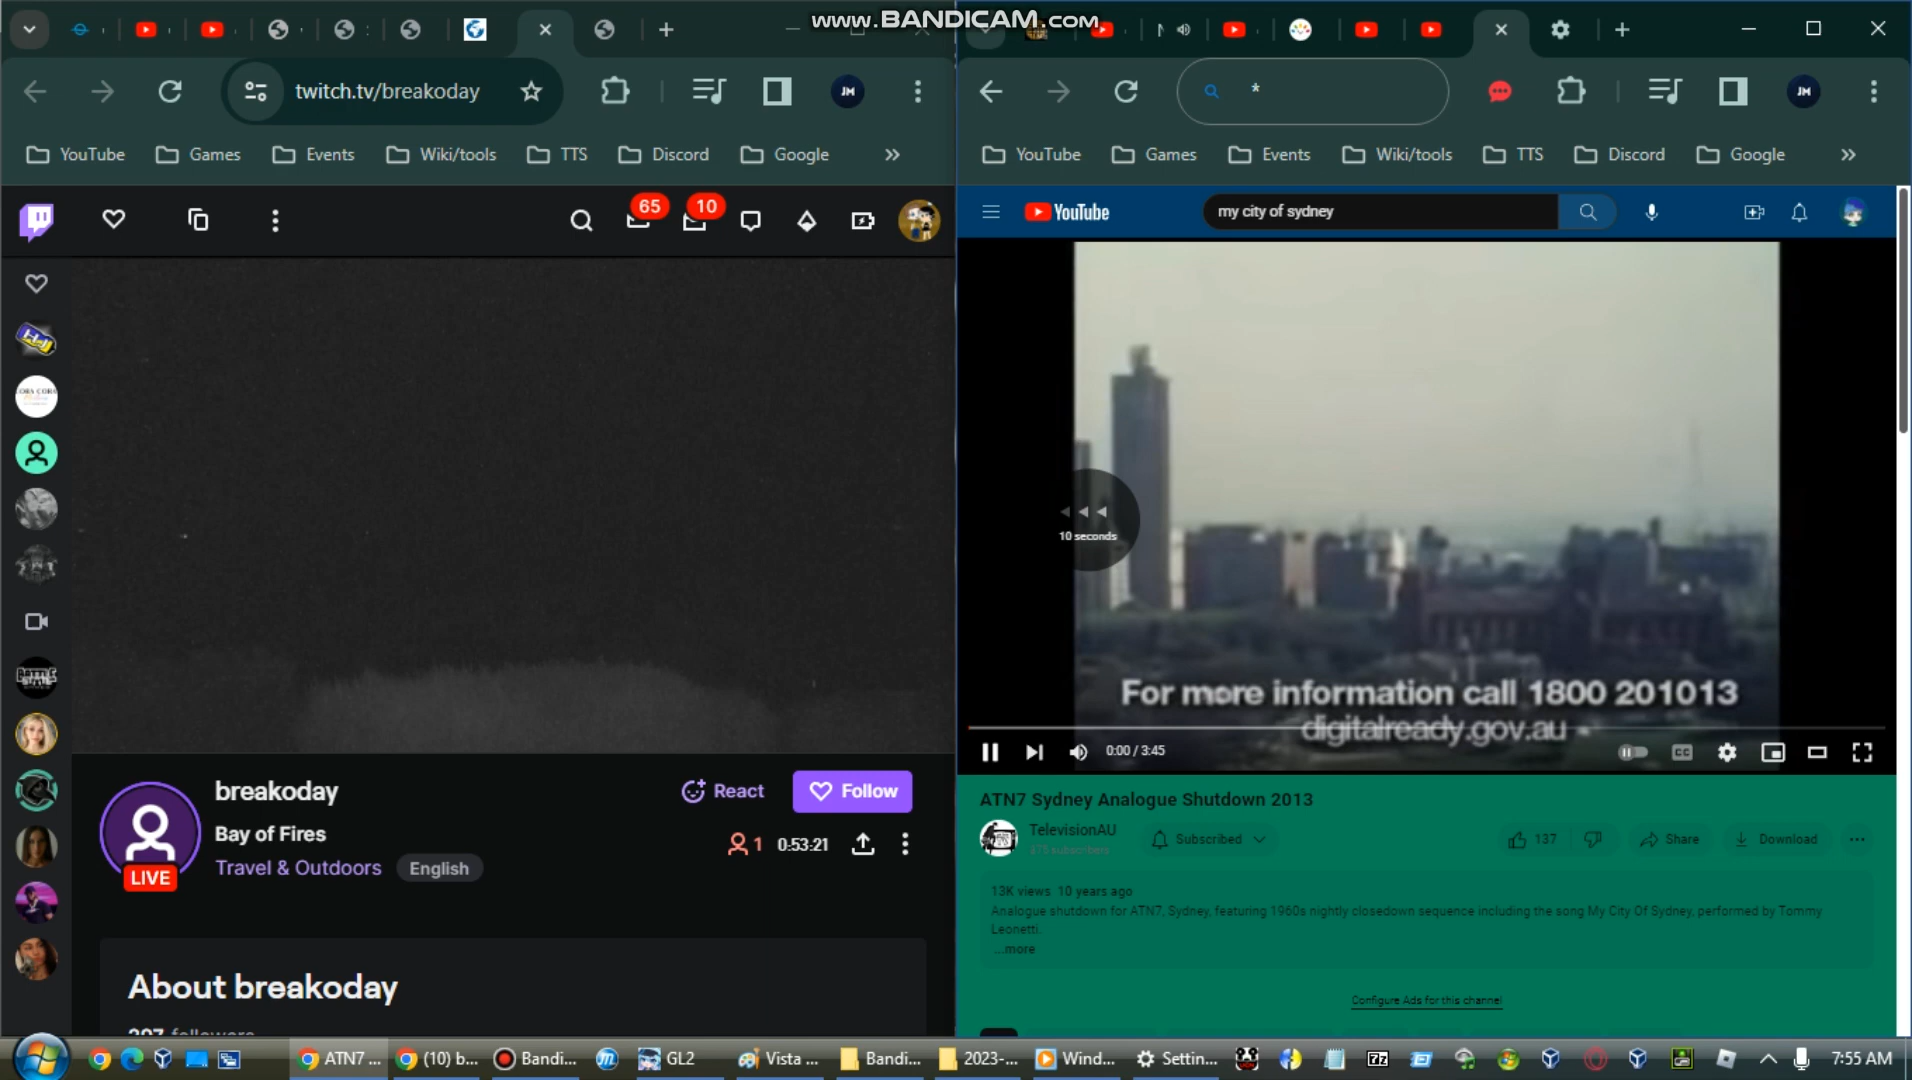 www.BANDICAM.com
twitch.tv/breakoday
JM
YouTube
Games
Events
Wiki/tools
TTS
Discord
Google
65
10
breakoday
Bay of Fires
Travel & Outdoors
English
LIVE
React
Follow
1
0:53:21
About breakoday
*
JM
YouTube
Games
Events
Wiki/tools
TTS
Discord
Google
YouTube
my city of sydney
10 seconds
For more information call 1800 201013
digitalready.gov.au
0:00 / 3:45
CC
ATN7 Sydney Analogue Shutdown 2013
TelevisionAU
Subscribed
137
Share
Download
13K views 10 years ago
Analogue shutdown for ATN7, Sydney, featuring 1960s nightly closedown sequence including the song My City Of Sydney, performed by Tommy
Leonetti.
...more
Configure Ads for this channel
ATN7 ...
(10) b...
Bandi...
GL2
Vista ...
Bandi...
2023-...
Wind...
Settin...
7z
7:55 AM